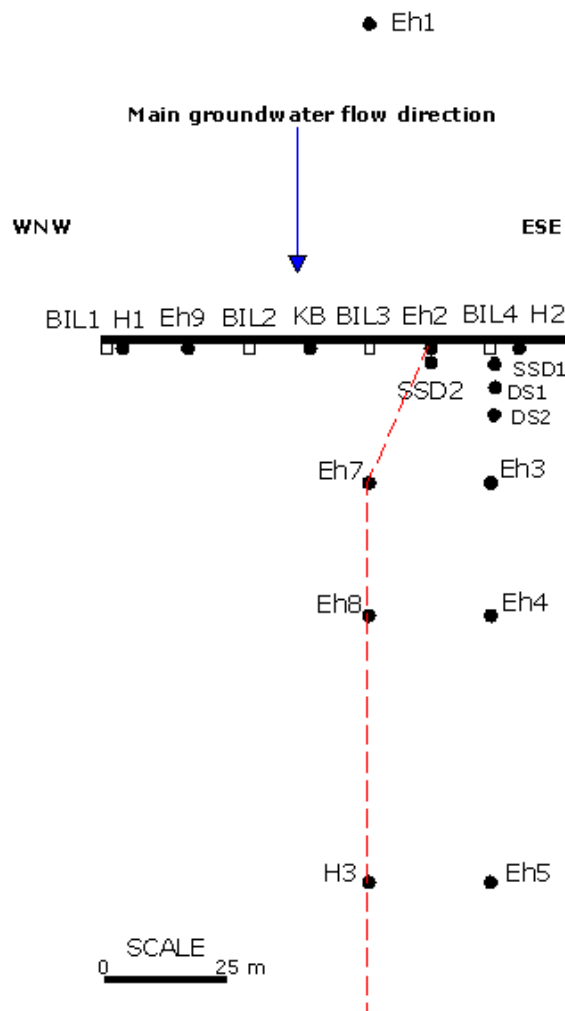 Eh1
Main groundwater flow direction
WNW
ESE
BIL1 H1 Eh9 BIL2 KB BIL3 Eh2 BIL4 H2
SSD1
SSD2
DS1
DS2
Eh7
Eh3
Eh8
Eh4
H3
Eh5
SCALE
0 25 m